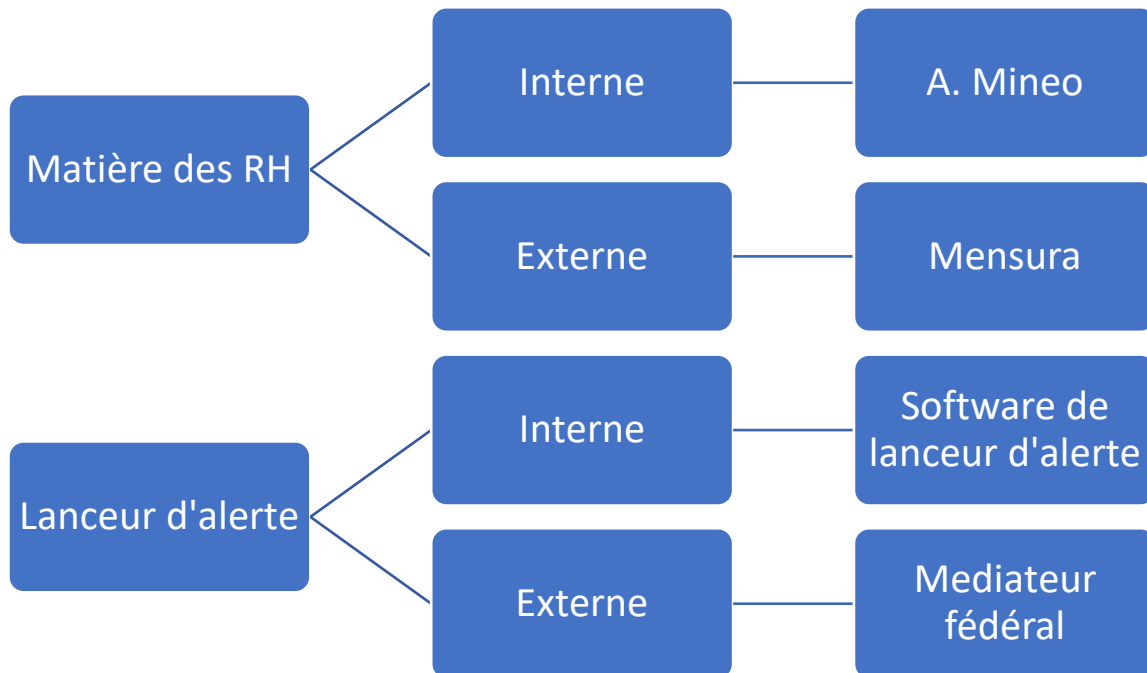 Matière des RH
Interne
A. Mineo
Externe
Mensura
Lanceur d'alerte
Interne
Software de
lanceur d'alerte
Externe
Mediateur
fédéral